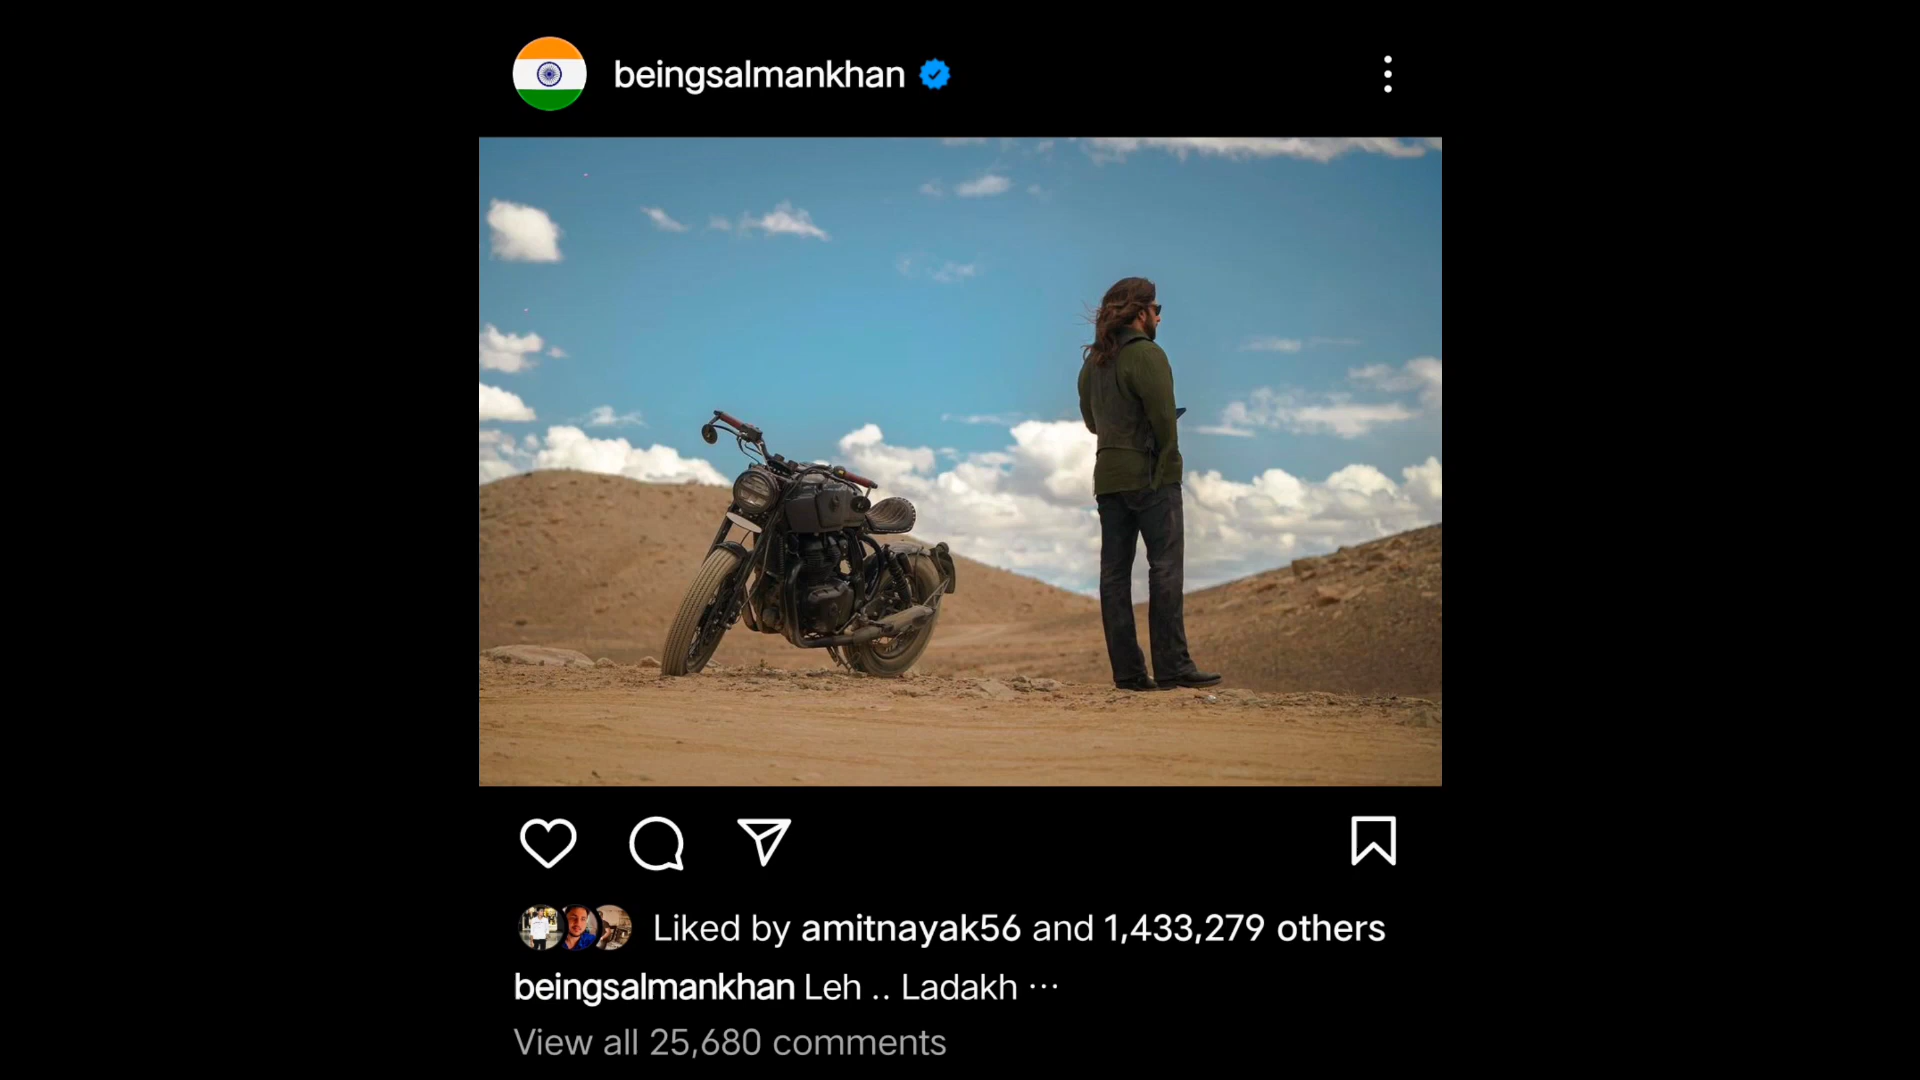 beingsalmankhan
Liked by amitnayak56 and 1,433,279 others
beingsalmankhan Leh .. Ladakh ...
View all 25,680 comments